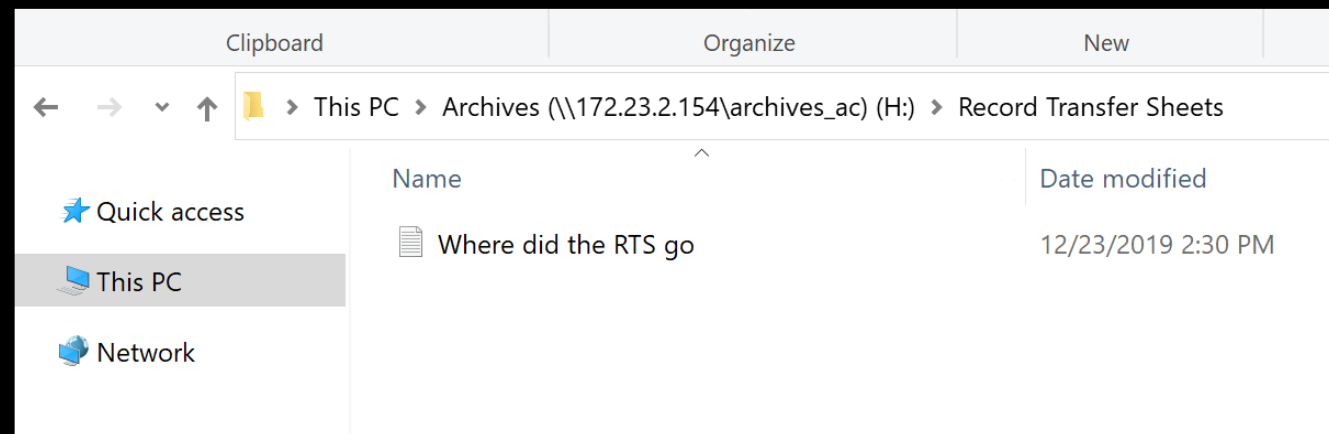 Clipboard Organize New
This PC Archives (\\172.23.2.154\archives_ac) (H:) Record Transfer Sheets
Name Date modified
Quick access
Where did the RTS go 12/23/2019 2:30 PM
This PC
Network